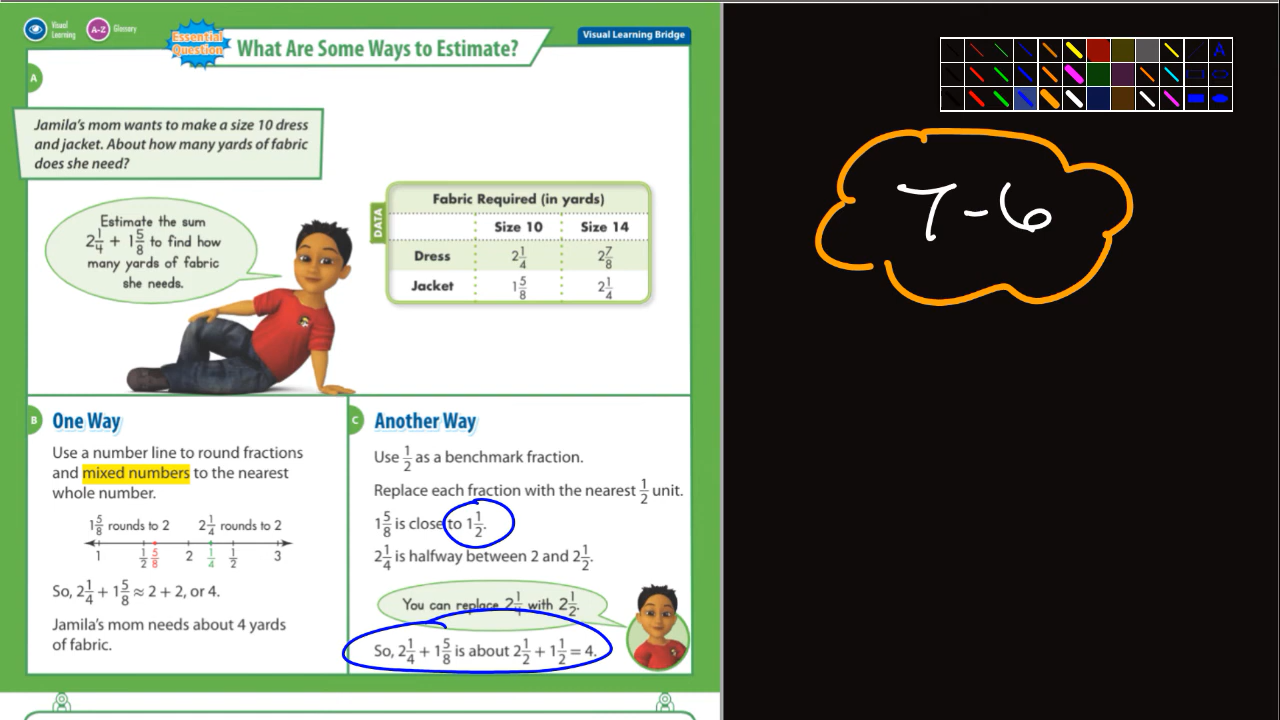 Visual Learning
A-Z Glossary
Essential Question
What Are Some Ways to Estimate?
Visual Learning Bridge
A
Jamila's mom wants to make a size 10 dress
and jacket. About how many yards of fabric
does she need?
Estimate the sum
2 1/4 + 1 5/8 to find how
many yards of fabric
she needs.
DATA
Fabric Required (in yards)
Size 10 Size 14
Dress 2 1/4 2 7/8
Jacket 1 5/8 2 1/4
B One Way
Use a number line to round fractions
and mixed numbers to the nearest
whole number.
1 5/8 rounds to 2 2 1/4 rounds to 2
1 1/2 5/8 2 1/4 1/2 3
So, 2 1/4 + 1 5/8 ≈ 2 + 2, or 4.
Jamila's mom needs about 4 yards
of fabric.
C Another Way
Use 1/2 as a benchmark fraction.
Replace each fraction with the nearest 1/2 unit.
1 5/8 is close to 1 1/2.
2 1/4 is halfway between 2 and 2 1/2.
You can replace 2 1/4 with 2 1/2.
So, 2 1/4 + 1 5/8 is about 2 1/2 + 1 1/2 = 4.
A
7-6